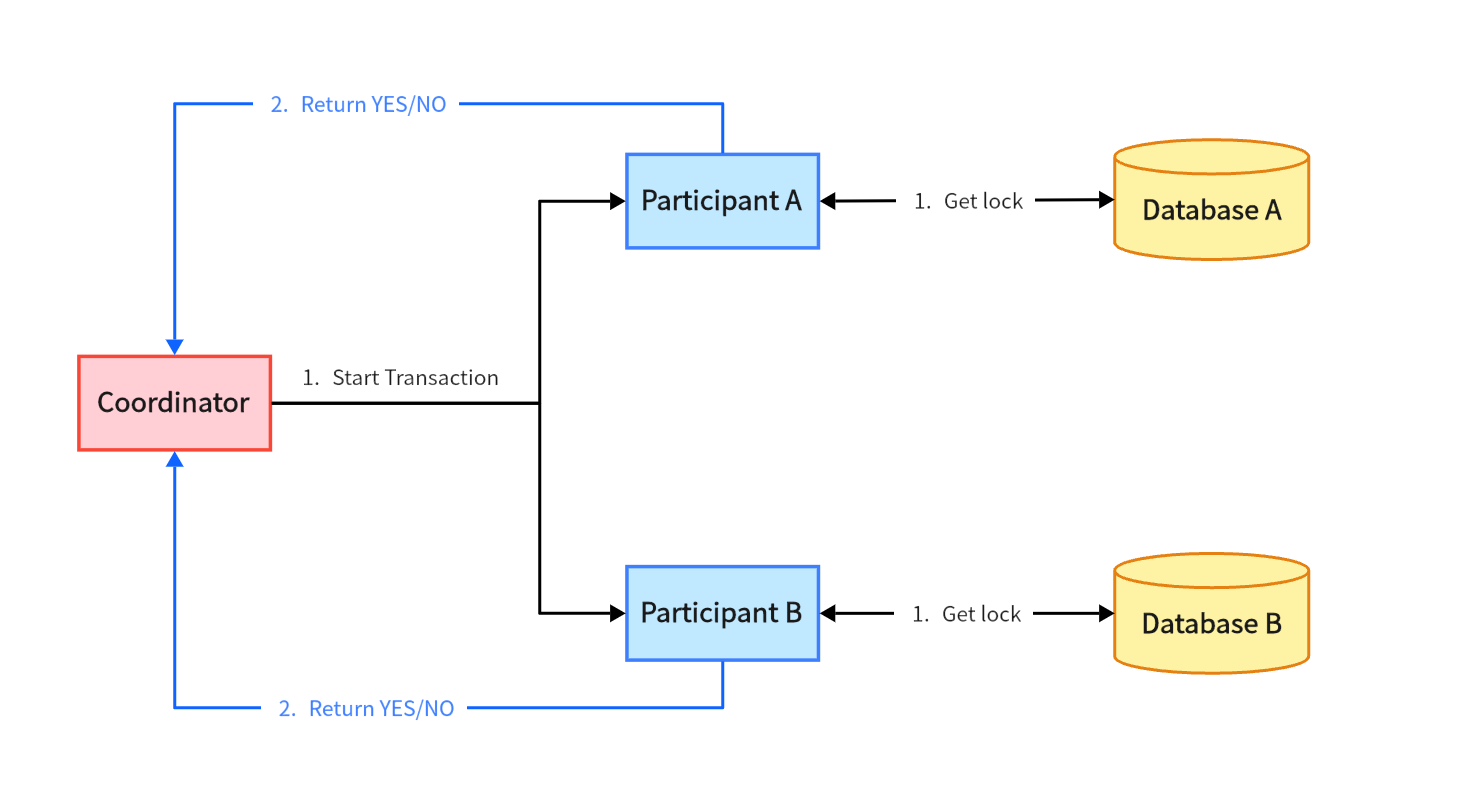 2. Return YES/NO
Participant A
1. Get lock
Database A
1. Start Transaction
Coordinator
Participant B
1. Get lock
Database B
2. Return YES/NO